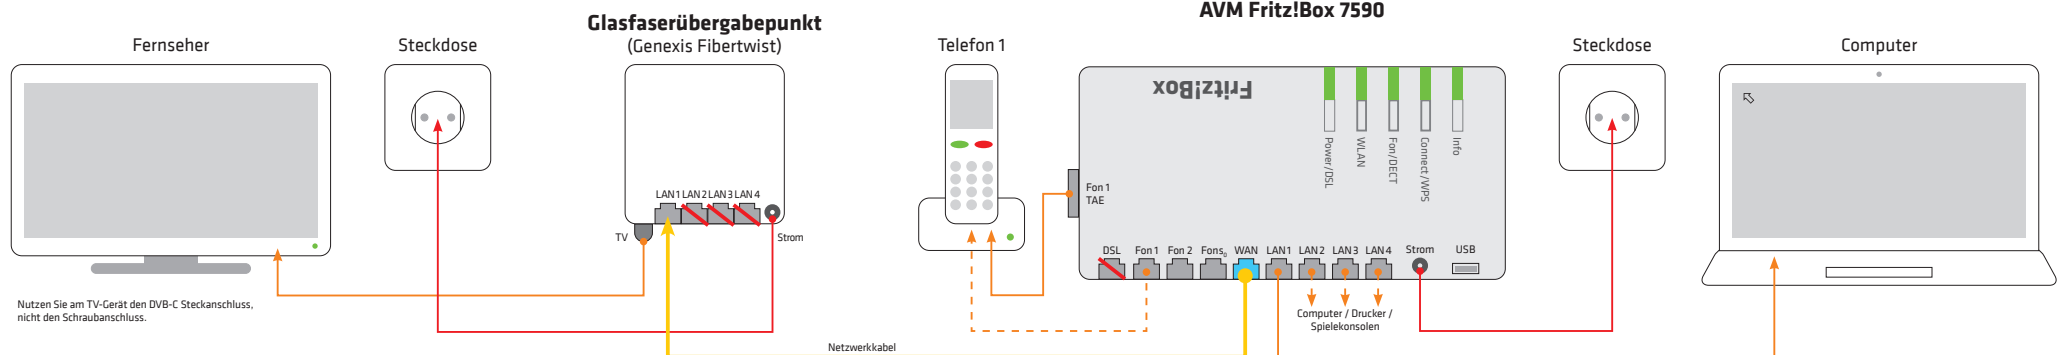 AVM Fritz!Box 7590
Glasfaserübergabepunkt
(Genexis Fibertwist)
Fernseher
Steckdose
Telefon 1
Steckdose
Computer
Fritz!Box
Power/DSL
WLAN
Fon/DECT
Connect/WPS
Info
LAN 1 LAN 2 LAN 3 LAN 4
TV
Strom
Fon 1
TAE
DSL Fon 1 Fon 2 FonS₀ WAN LAN 1 LAN 2 LAN 3 LAN 4 Strom USB
Nutzen Sie am TV-Gerät den DVB-C Steckanschluss,
nicht den Schraubanschluss.
Computer / Drucker /
Spielekonsolen
Netzwerkkabel